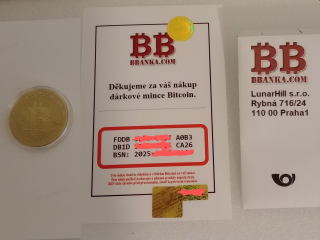 BB
BBANKA.COM
Děkujeme za váš nákup
dárkové mince Bitcoin.
FDDB A0B3
DB1D CA26
BSN: 2025
BB
BBANKA.COM
LunarHill s.r.o.
Rybná 716/24
110 00 Praha1